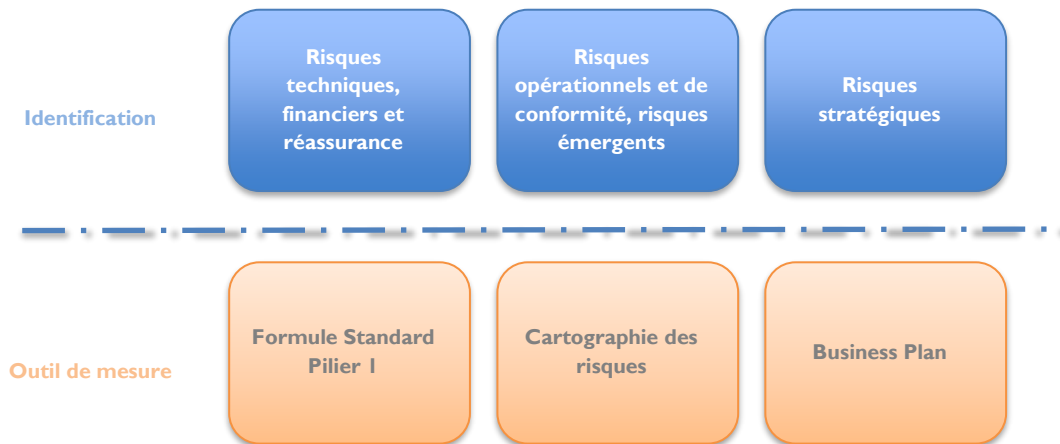 Identification
Risques
techniques,
financiers et
réassurance
Risques
opérationnels et de
conformité, risques
émergents
Risques
stratégiques
Outil de mesure
Formule Standard
Pilier 1
Cartographie des
risques
Business Plan